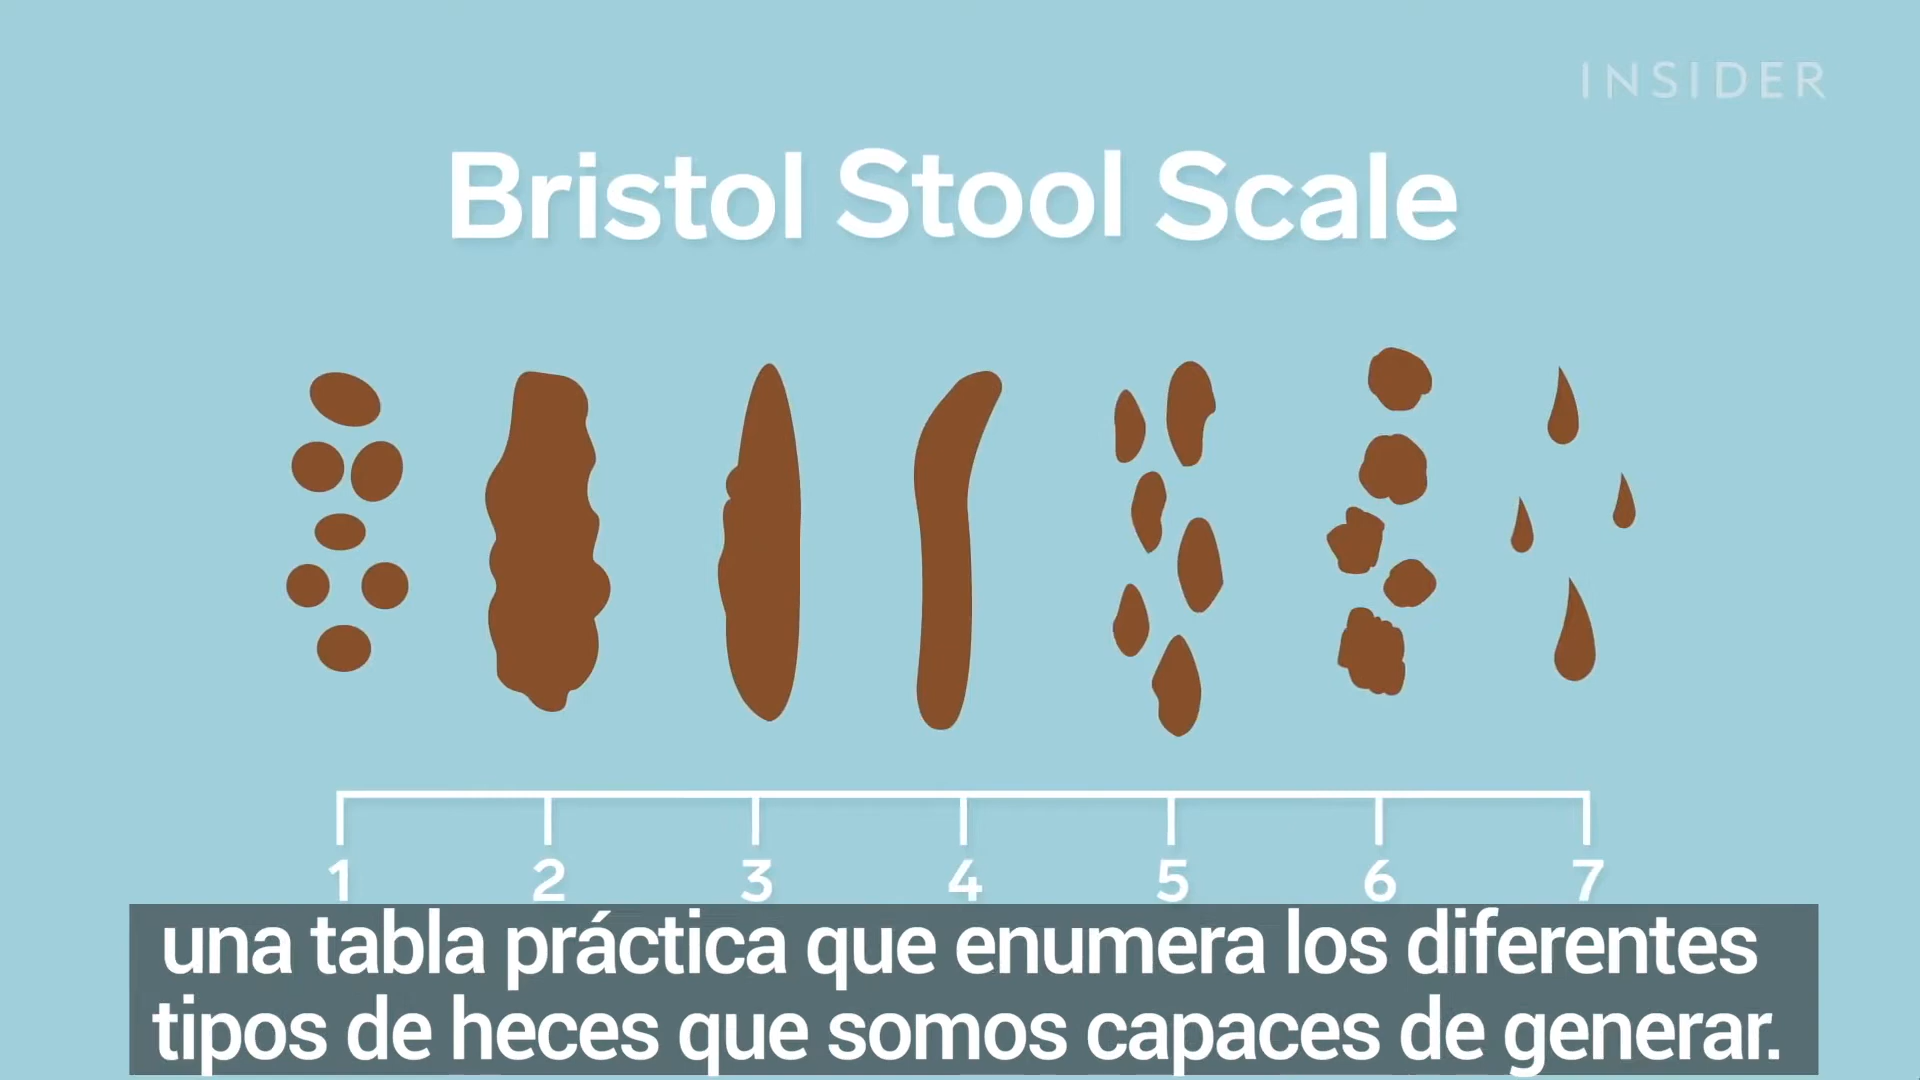 INSIDER
Bristol Stool Scale
1 2 3 4 5 6 7
una tabla práctica que enumera los diferentes
tipos de heces que somos capaces de generar.